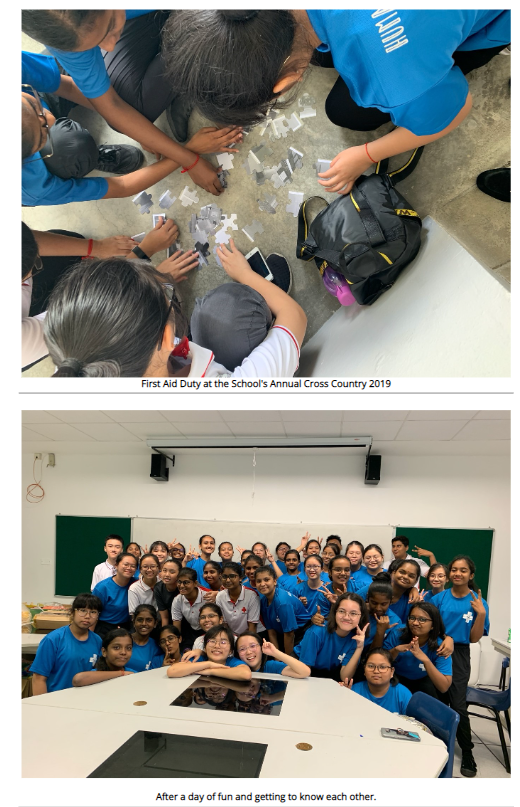 HUMAN
First Aid Duty at the School's Annual Cross Country 2019
After a day of fun and getting to know each other.